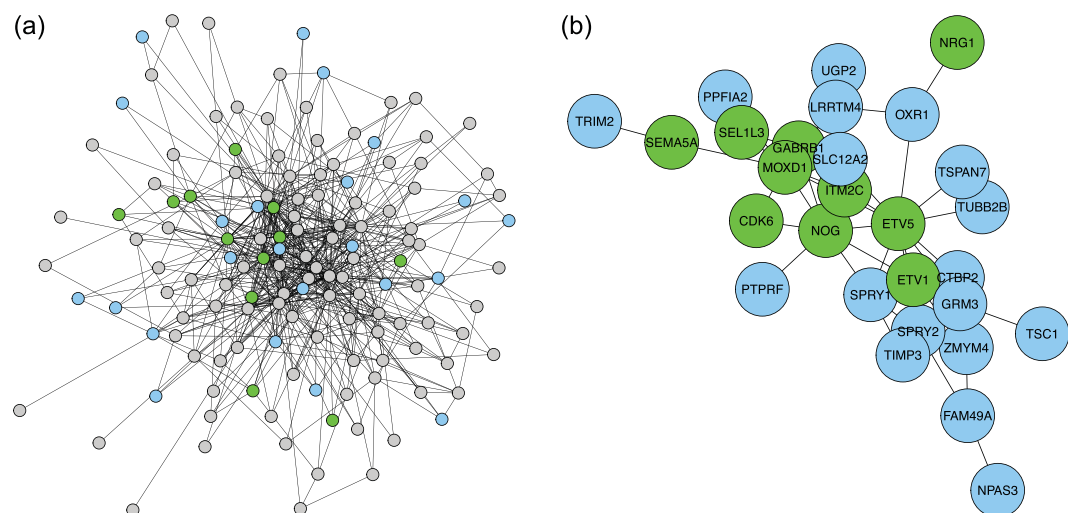 (a)
(b)
NRG1
UGP2
PPFIA2
LRRTM4
OXR1
TRIM2
SEL1L3
SEMA5A
GABRB1
SLC12A2
MOXD1
TSPAN7
ITM2C
TUBB2B
CDK6
NOG
ETV5
PTPRF
ETV1
CTBP2
SPRY1
GRM3
SPRY2
TSC1
ZMYM4
TIMP3
FAM49A
NPAS3